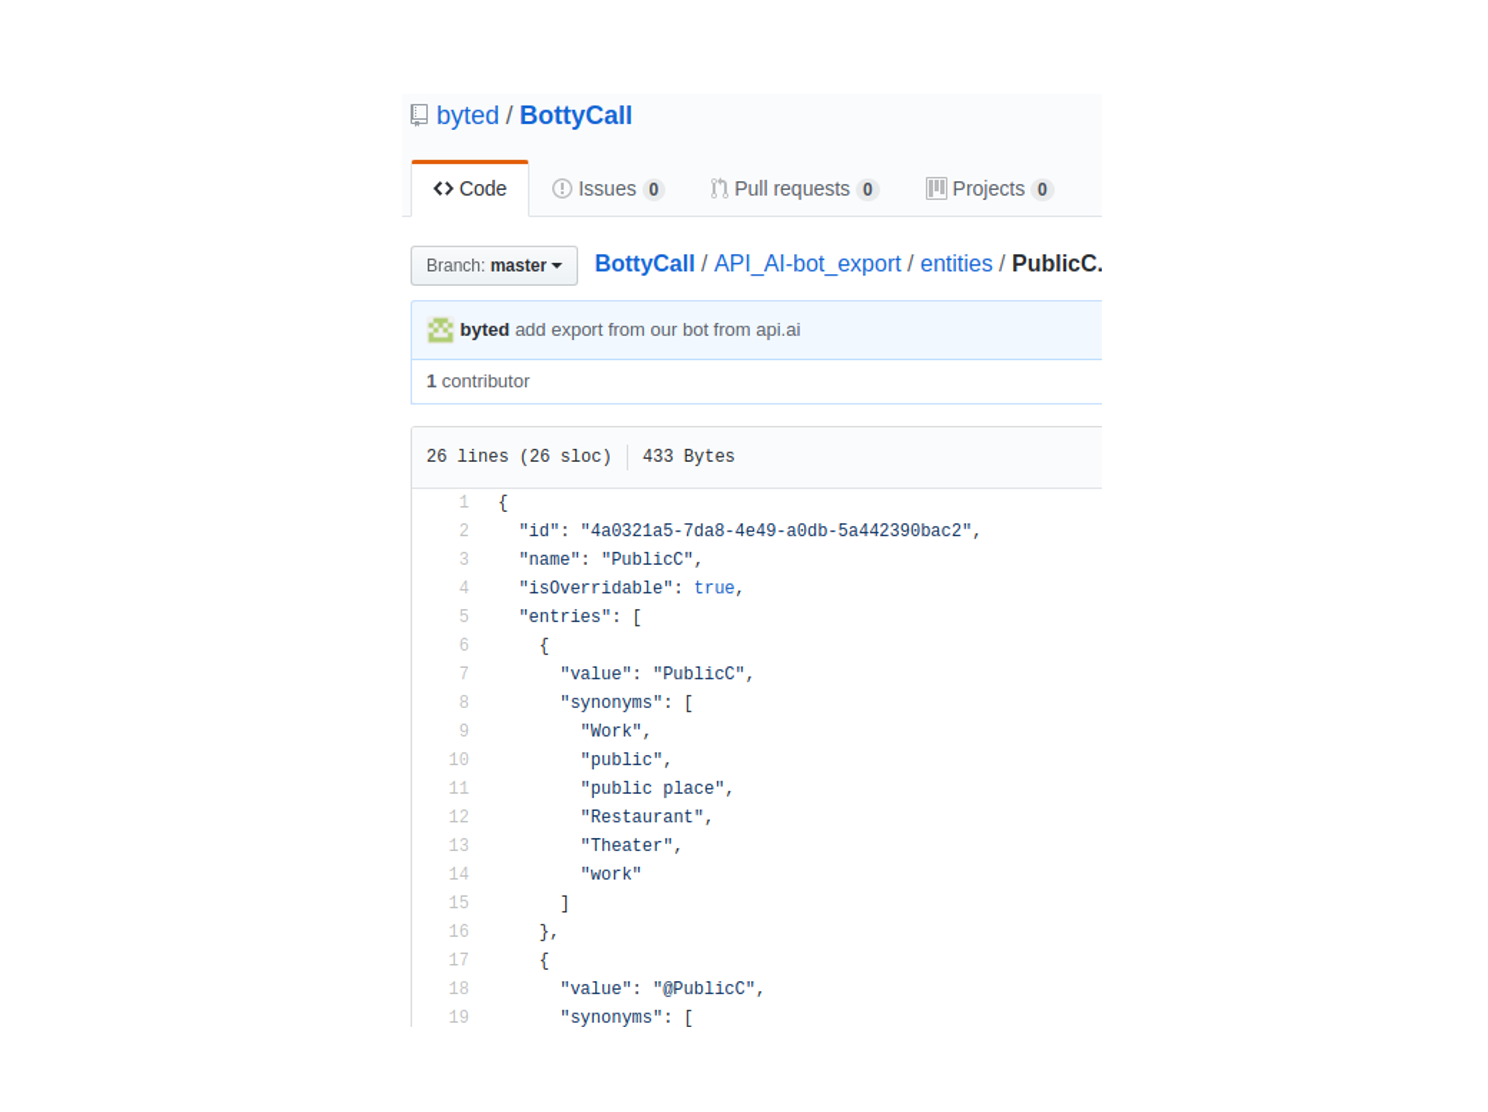 byted / BottyCall
Code Issues 0 Pull requests 0 Projects 0
Branch: master BottyCall / API_AI-bot_export / entities / PublicC.
byted add export from our bot from api.ai
1 contributor
26 lines (26 sloc) 433 Bytes
1 {
2 "id": "4a0321a5-7da8-4e49-a0db-5a442390bac2",
3 "name": "PublicC",
4 "isOverridable": true,
5 "entries": [
6 {
7 "value": "PublicC",
8 "synonyms": [
9 "Work",
10 "public",
11 "public place",
12 "Restaurant",
13 "Theater",
14 "work"
15 ]
16 },
17 {
18 "value": "@PublicC",
19 "synonyms": [